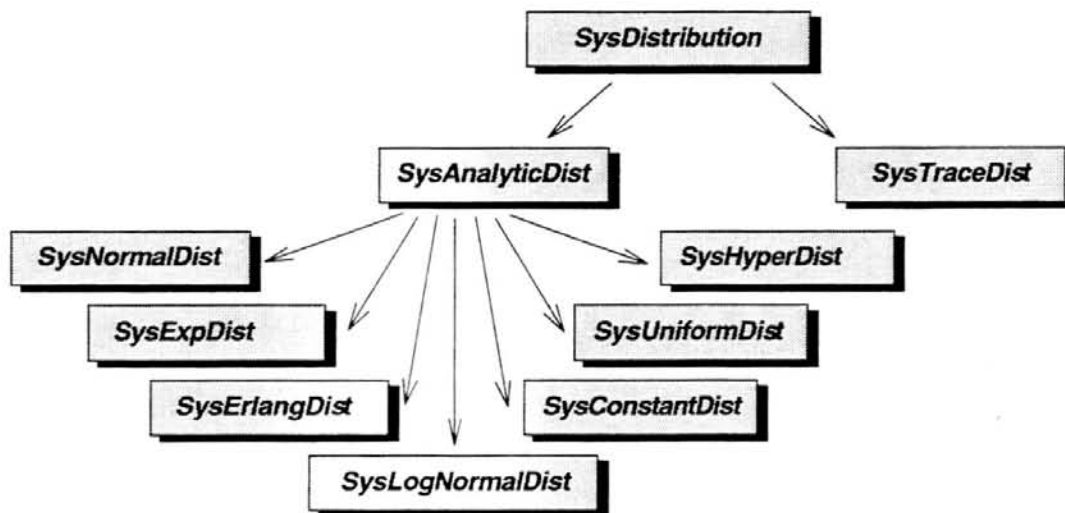 SysDistribution
SysAnalyticDist
SysTraceDist
SysNormalDist
SysHyperDist
SysExpDist
SysUniformDist
SysErlangDist
SysConstantDist
SysLogNormalDist